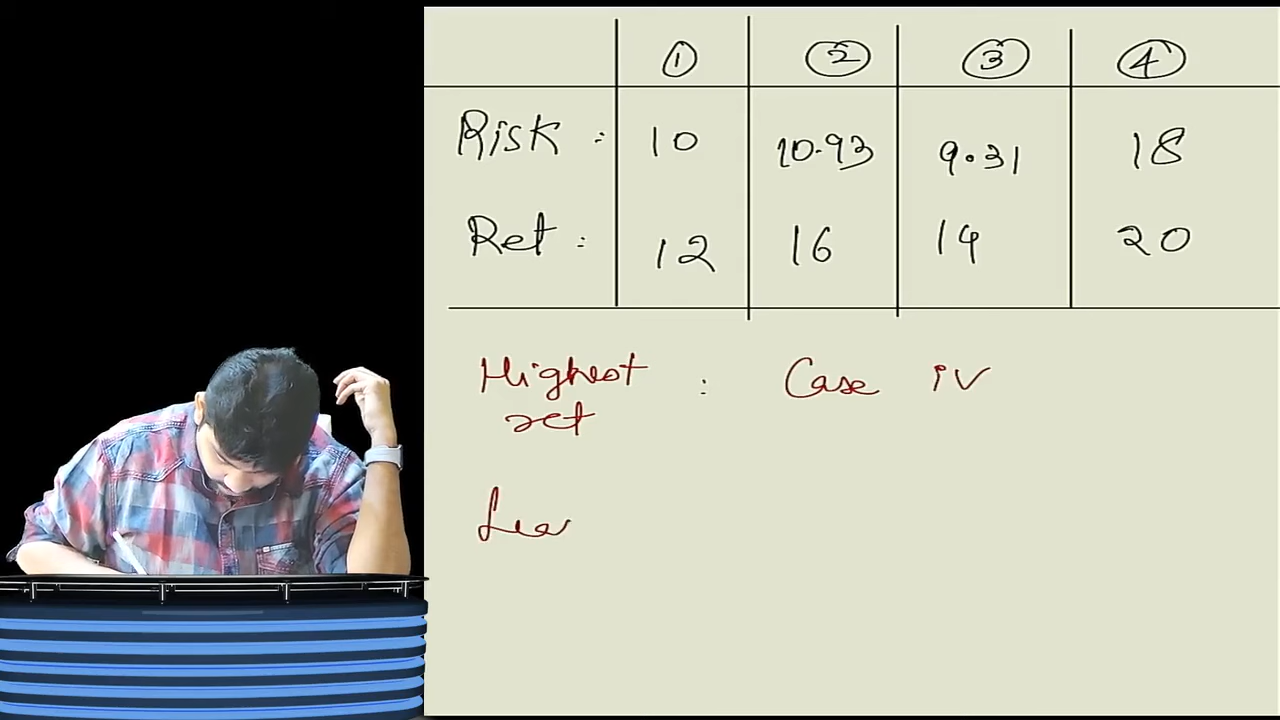 ① ② ③ ④
Risk : 10 10.93 9.31 18
Ret : 12 16 14 20
Highest : Case iv
ret
Lea